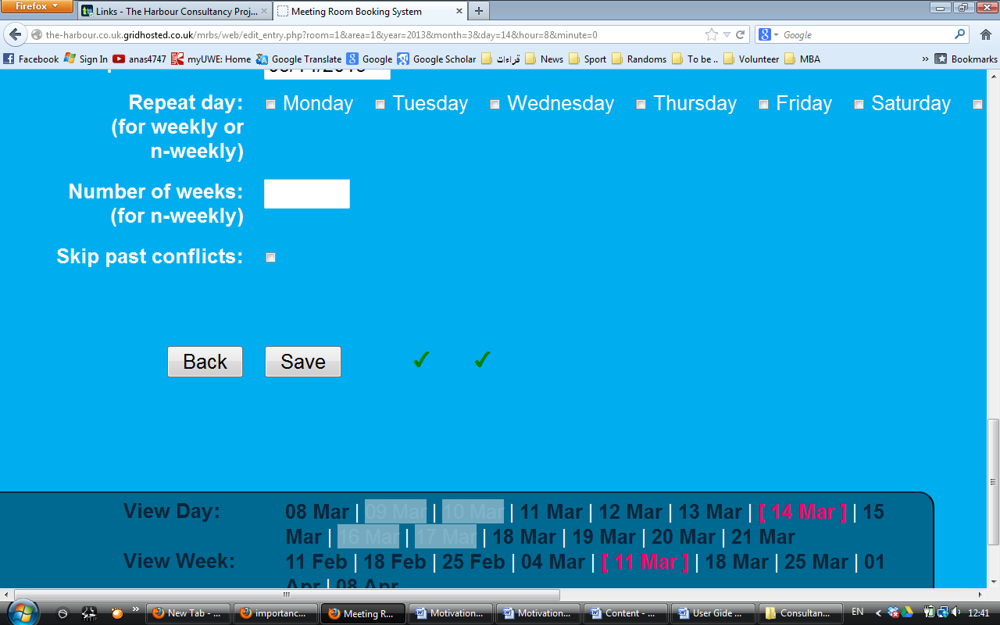 Firefox
Links - The Harbour Consultancy Proj...
Meeting Room Booking System
the-harbour.co.uk.gridhosted.co.uk/mrbs/web/edit_entry.php?room=1&area=1&year=2013&month=3&day=14&hour=8&minute=0
Google
Facebook Sign In anas4747 myUWE: Home Google Translate Google Google Scholar قراءات News Sport Randoms To be .. Volunteer MBA » Bookmarks
Repeat day: Monday Tuesday Wednesday Thursday Friday Saturday
(for weekly or
n-weekly)
Number of weeks:
(for n-weekly)
Skip past conflicts:
Back Save ✔ ✔
View Day: 08 Mar | 09 Mar | 10 Mar | 11 Mar | 12 Mar | 13 Mar | [ 14 Mar ] | 15
Mar | 16 Mar | 17 Mar | 18 Mar | 19 Mar | 20 Mar | 21 Mar
View Week: 11 Feb | 18 Feb | 25 Feb | 04 Mar | [ 11 Mar ] | 18 Mar | 25 Mar | 01
Apr | 08 Apr
» New Tab - ... importanc... Meeting R... Motivation... Motivation... Content - ... User Gide ... Consultan... EN 12:41